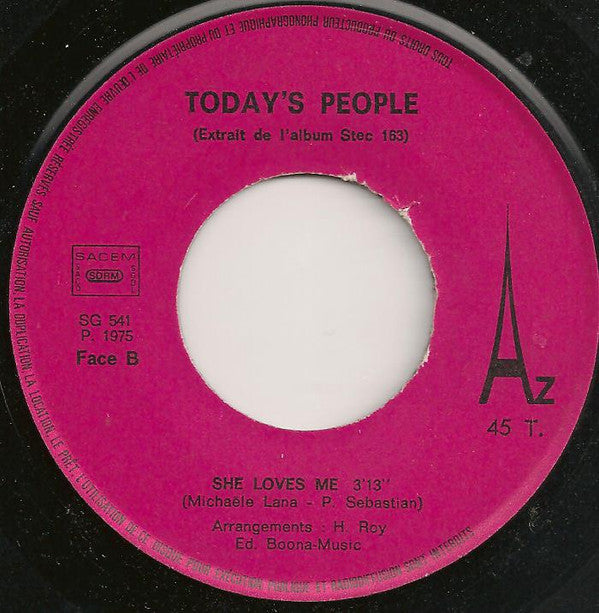 TOUS DROITS DU PRODUCTEUR PHONOGRAPHIQUE ET DU PROPRIÉTAIRE DE L'ŒUVRE ENREGISTRÉE RÉSERVÉS SAUF AUTORISATION LA DUPLICATION, LA LOCATION, LE PRÊT, L'UTILISATION DE CE DISQUE POUR EXÉCUTION PUBLIQUE ET RADIODIFFUSION SONT INTERDITS
TODAY'S PEOPLE
(Extrait de l'album Stec 163)
SACEM
SACD
SDRM
SGDL
SG 541
P. 1975
Face B
Az
45 T.
SHE LOVES ME 3'13''
(Michaële Lana - P. Sebastian)
Arrangements : H. Roy
Ed. Boona-Music